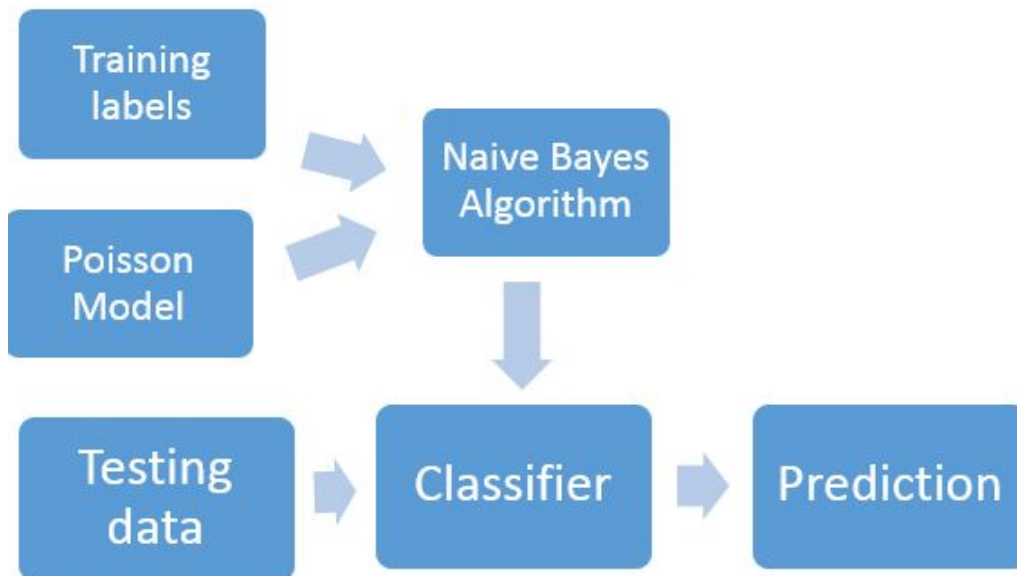 Training
labels
Naive Bayes
Algorithm
Poisson
Model
Testing
data
Classifier
Prediction